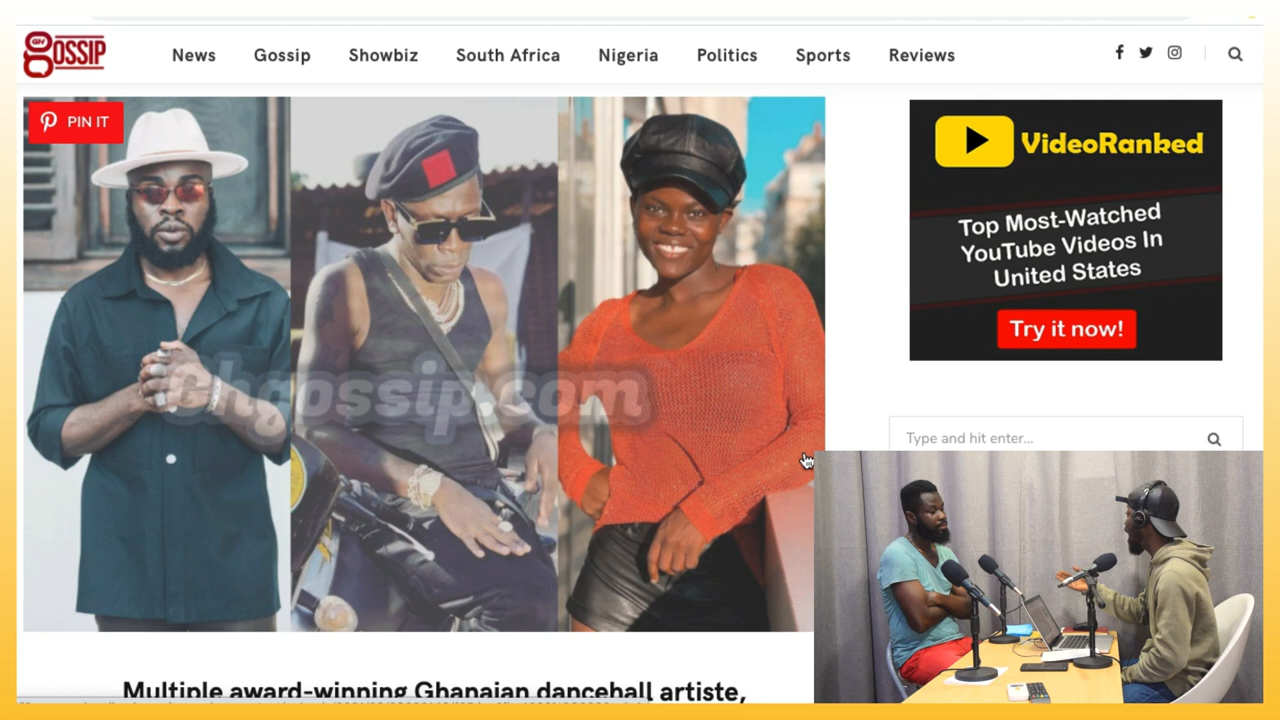 GH
GOSSIP
News Gossip Showbiz South Africa Nigeria Politics Sports Reviews
PIN IT
Ghgossip.com
VideoRanked
Top Most-Watched
YouTube Videos In
United States
Try it now!
Type and hit enter...
Multiple award-winning Ghanaian dancehall artiste,